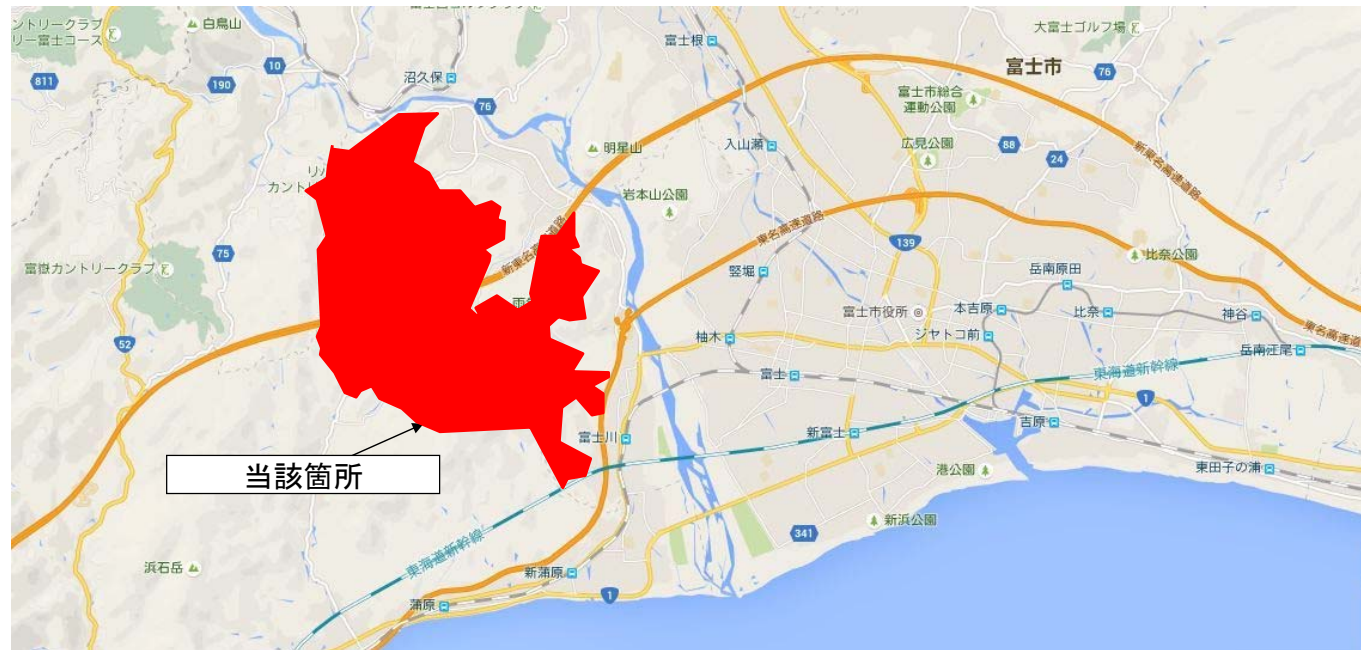 ントリークラブ
リー富士コース
白鳥山
富士根
大富士ゴルフ場
富士市
811
190
10
沼久保
76
76
富士市総合
運動公園
明星山
入山瀬
広見公園
88
24
新東名高速道路
リバ
カントリ
岩本山公園
東名高速道路
139
比奈公園
75
富嶽カントリークラブ
新東名高速道路
竪堀
岳南原田
雨
富士市役所
本吉原
比奈
神谷
52
柚木
ジヤトコ前
東名高速道
岳南江尾
富士
東海道新幹線
1
富士川
新富士
吉原
当該箇所
港公園
東田子の浦
新浜公園
341
東海道新幹線
浜石岳
新蒲原
1
蒲原